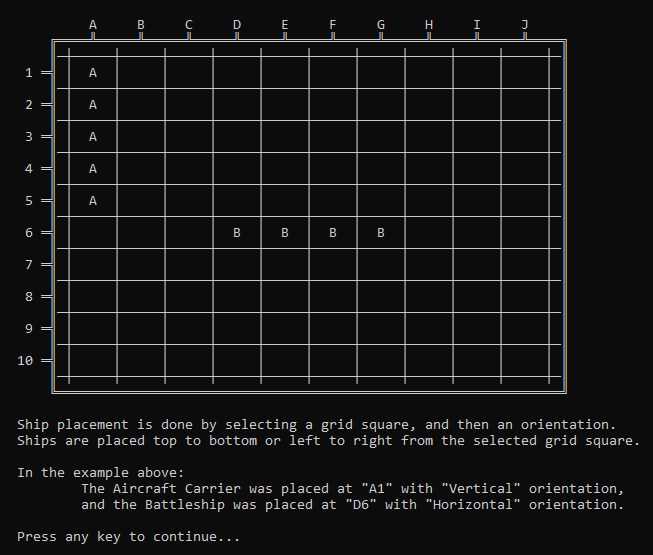 A B C D E F G H I J
1 A
2 A
3 A
4 A
5 A
6 B B B B
7
8
9
10
Ship placement is done by selecting a grid square, and then an orientation.
Ships are placed top to bottom or left to right from the selected grid square.
In the example above:
The Aircraft Carrier was placed at "A1" with "Vertical" orientation,
and the Battleship was placed at "D6" with "Horizontal" orientation.
Press any key to continue...